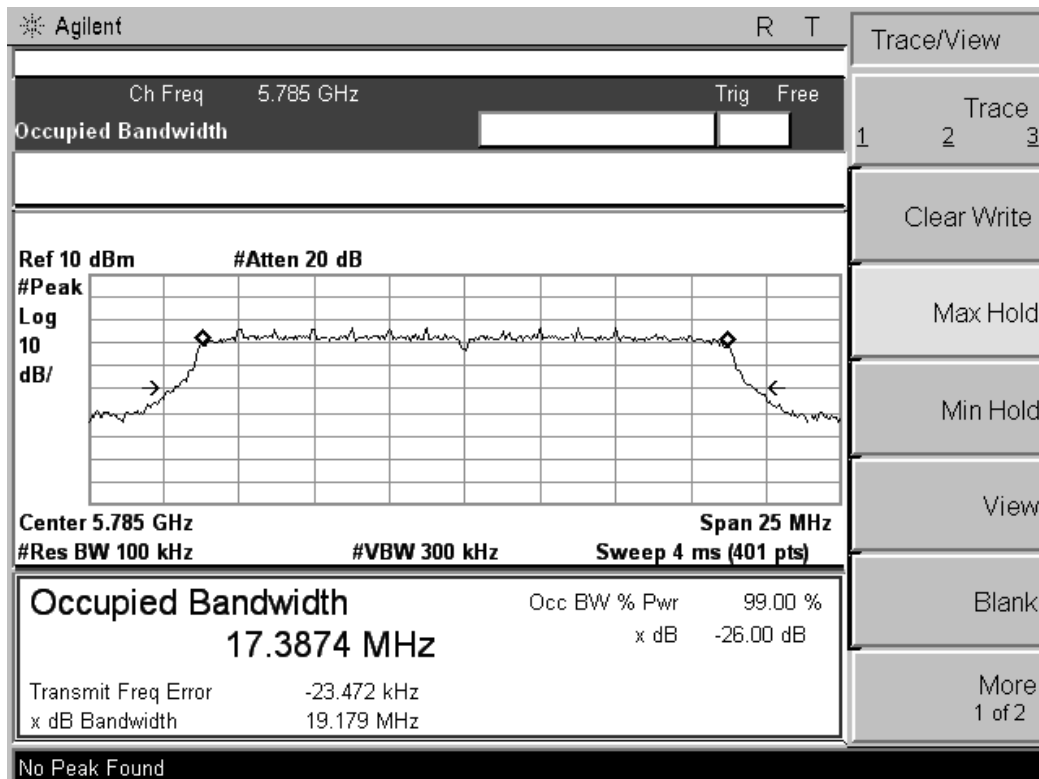 Agilent R T
Ch Freq 5.785 GHz Trig Free
Occupied Bandwidth
Ref 10 dBm #Atten 20 dB
#Peak
Log
10
dB/
Center 5.785 GHz Span 25 MHz
#Res BW 100 kHz #VBW 300 kHz Sweep 4 ms (401 pts)
Occupied Bandwidth
17.3874 MHz
Occ BW % Pwr 99.00 %
x dB -26.00 dB
Transmit Freq Error -23.472 kHz
x dB Bandwidth 19.179 MHz
No Peak Found
Trace/View
Trace
1 2 3
Clear Write
Max Hold
Min Hold
View
Blank
More
1 of 2